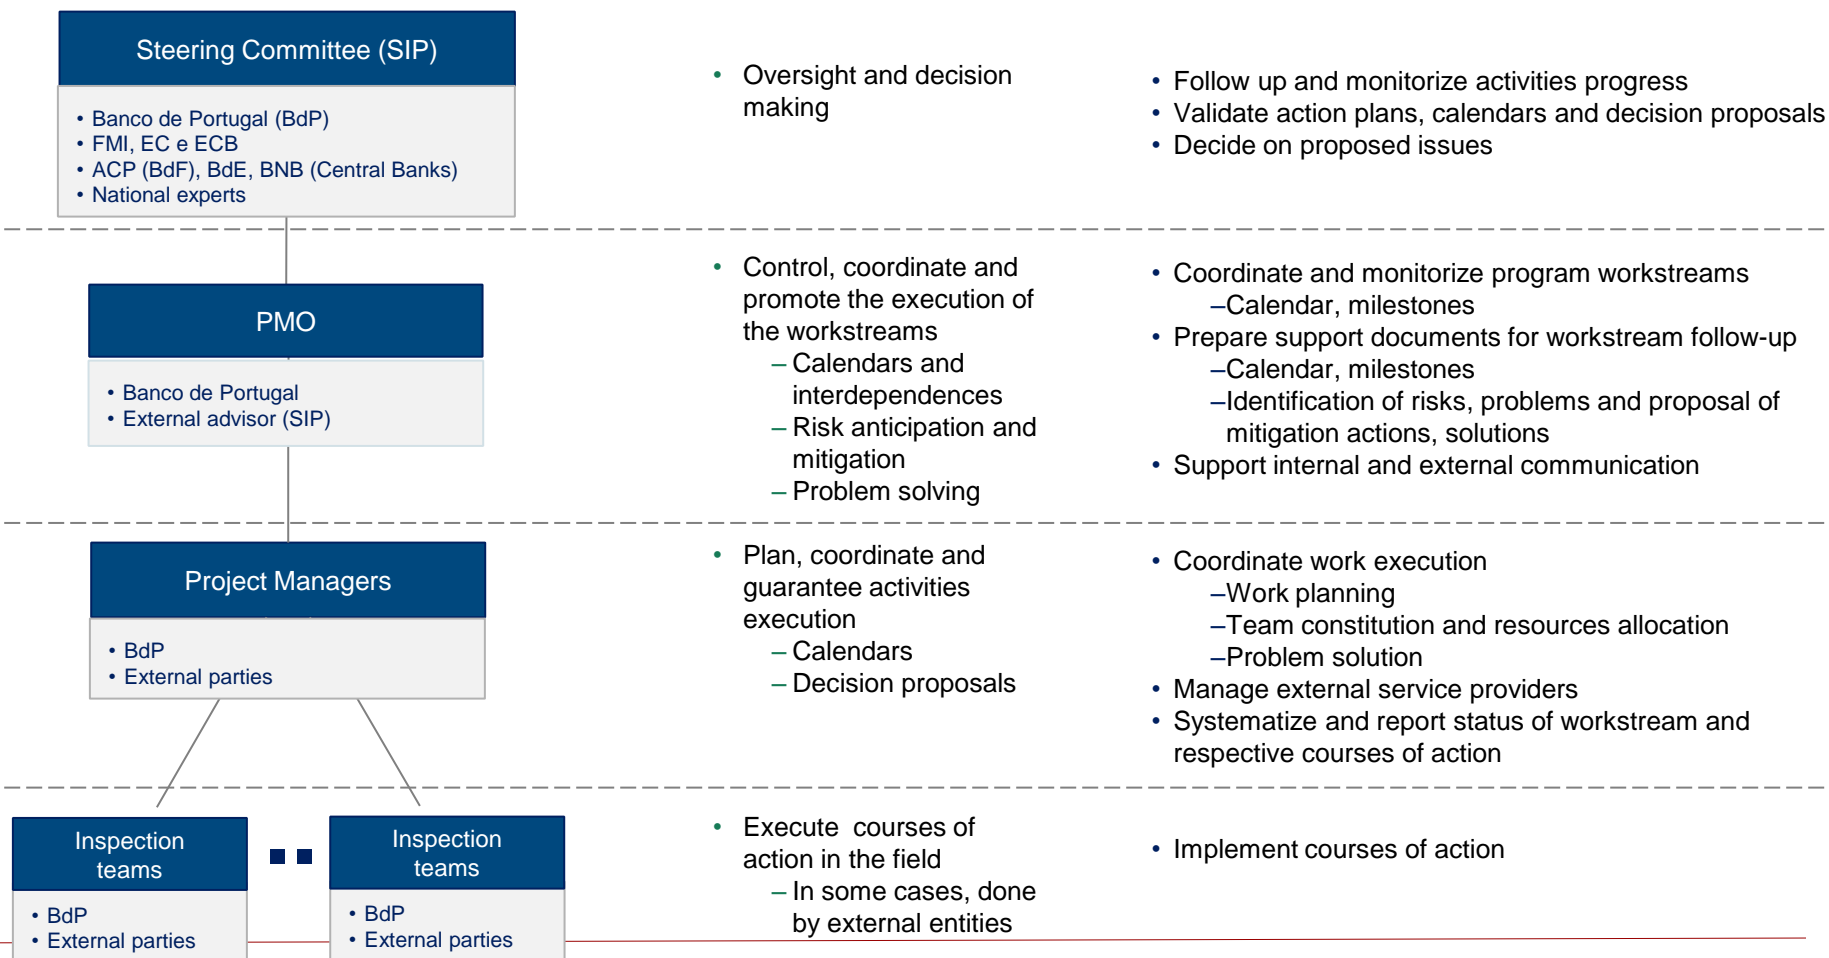 Steering Committee (SIP)
• Banco de Portugal (BdP)
• FMI, EC e ECB
• ACP (BdF), BdE, BNB (Central Banks)
• National experts
• Oversight and decision
making
• Follow up and monitorize activities progress
• Validate action plans, calendars and decision proposals
• Decide on proposed issues
PMO
• Banco de Portugal
• External advisor (SIP)
• Control, coordinate and
promote the execution of
the workstreams
– Calendars and
interdependences
– Risk anticipation and
mitigation
– Problem solving
• Coordinate and monitorize program workstreams
–Calendar, milestones
• Prepare support documents for workstream follow-up
–Calendar, milestones
–Identification of risks, problems and proposal of
mitigation actions, solutions
• Support internal and external communication
Project Managers
• BdP
• External parties
• Plan, coordinate and
guarantee activities
execution
– Calendars
– Decision proposals
• Coordinate work execution
–Work planning
–Team constitution and resources allocation
–Problem solution
• Manage external service providers
• Systematize and report status of workstream and
respective courses of action
Inspection
teams
• BdP
• External parties
Inspection
teams
• BdP
• External parties
• Execute courses of
action in the field
– In some cases, done
by external entities
• Implement courses of action